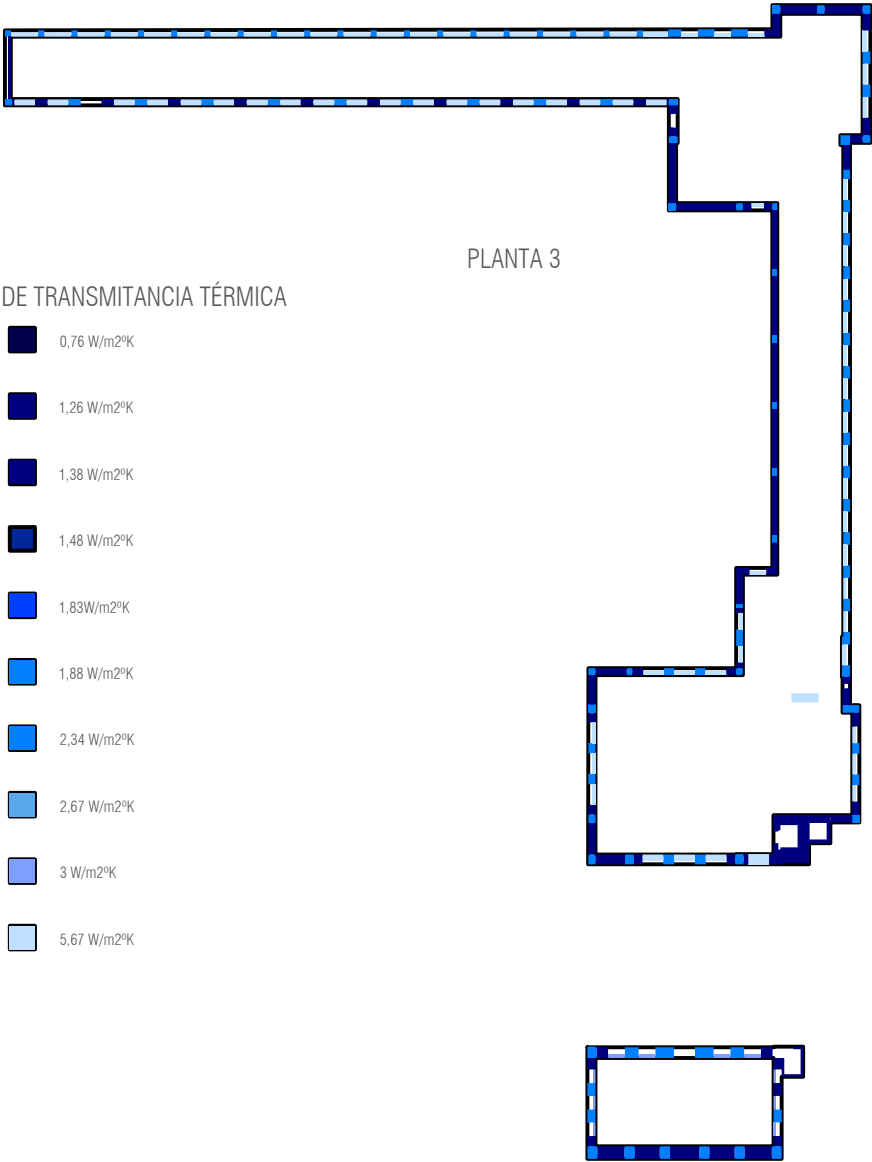 PLANTA 3
DE TRANSMITANCIA TÉRMICA
0,76 W/m2ºK
1,26 W/m2ºK
1,38 W/m2ºK
1,48 W/m2ºK
1,83W/m2ºK
1,88 W/m2ºK
2,34 W/m2ºK
2,67 W/m2ºK
3 W/m2ºK
5,67 W/m2ºK